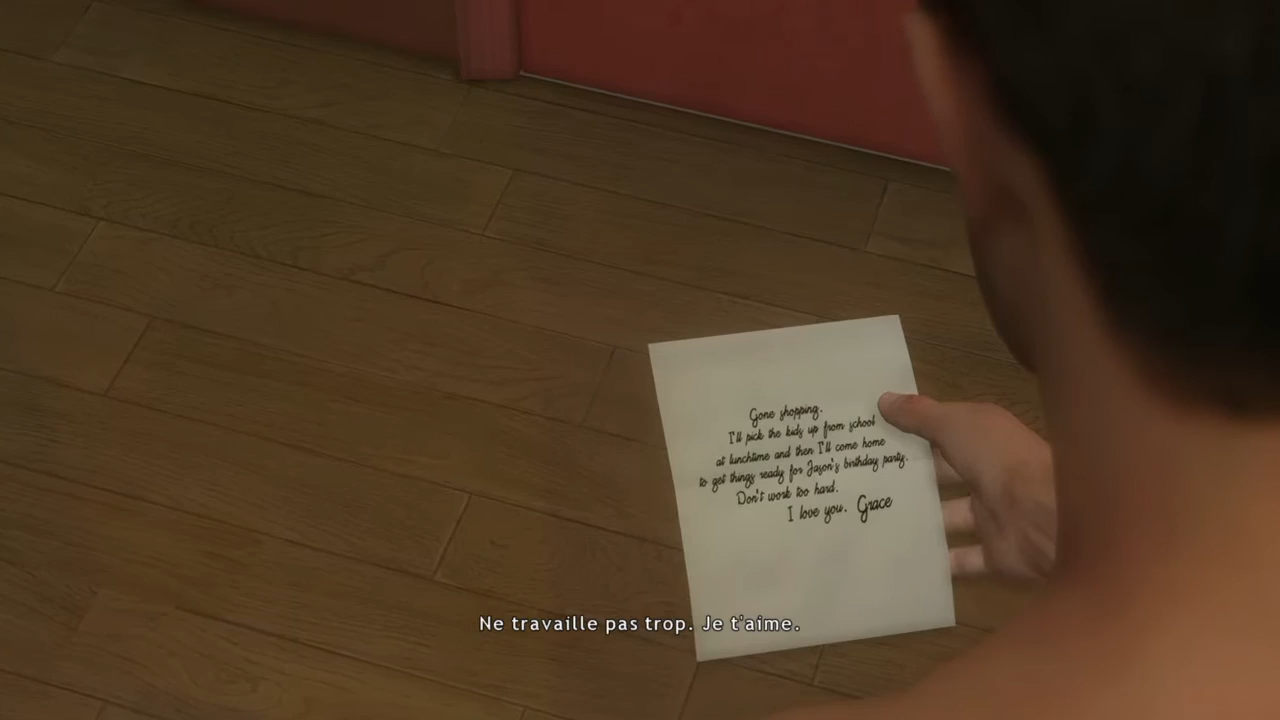 Gone shopping.
I'll pick the kids up from school
at lunchtime and then I'll come home
to get things ready for Jason's birthday party.
Don't work too hard.
I love you. Grace
Ne travaille pas trop. Je t'aime.